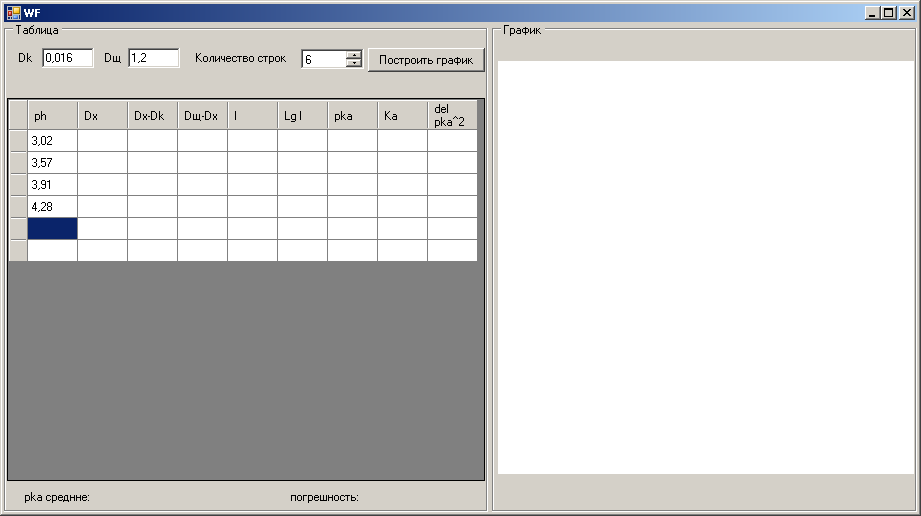 WF
Таблица
График
Dk 0,016 Dщ 1,2 Количество строк 6 Построить график
ph Dx Dx-Dk Dщ-Dx I Lg I pka Ka del pka^2
3,02
3,57
3,91
4,28
pka среднне: погрешность: